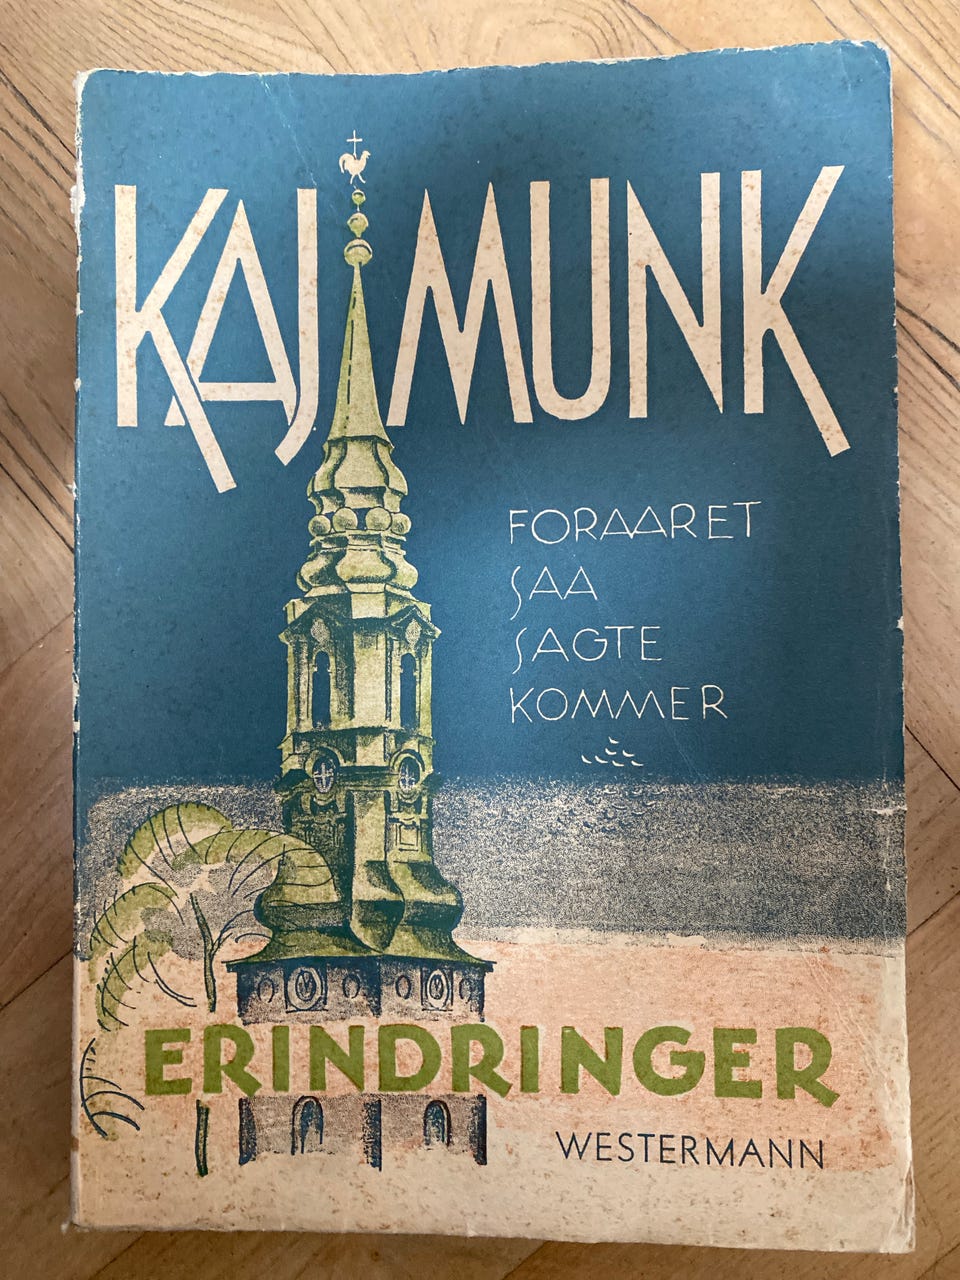 KAJ MUNK
FORAARET
SAA
SAGTE
KOMMER
ERINDRINGER
WESTERMANN